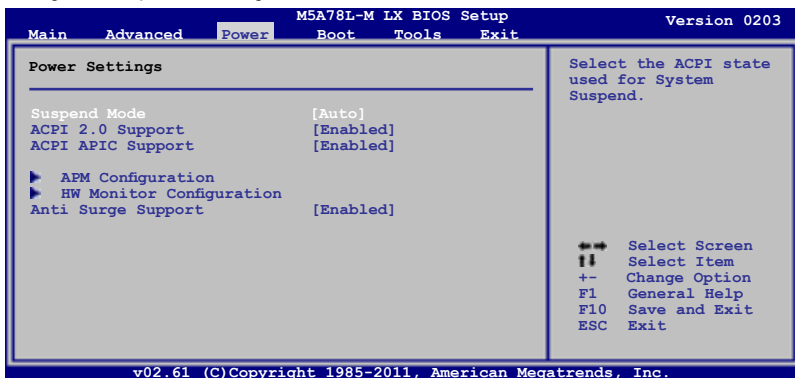 M5A78L-M LX BIOS Setup Version 0203
Main Advanced Power Boot Tools Exit
Power Settings
Suspend Mode [Auto]
ACPI 2.0 Support [Enabled]
ACPI APIC Support [Enabled]
APM Configuration
HW Monitor Configuration
Anti Surge Support [Enabled]
Select the ACPI state
used for System
Suspend.
Select Screen
Select Item
+- Change Option
F1 General Help
F10 Save and Exit
ESC Exit
v02.61 (C)Copyright 1985-2011, American Megatrends, Inc.